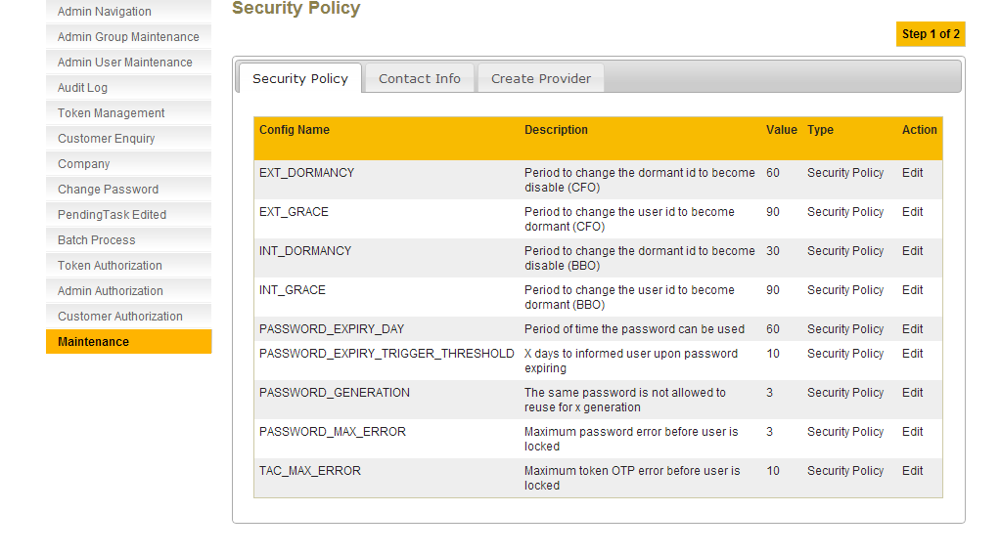 Admin Navigation
Admin Group Maintenance
Admin User Maintenance
Audit Log
Token Management
Customer Enquiry
Company
Change Password
PendingTask Edited
Batch Process
Token Authorization
Admin Authorization
Customer Authorization
Maintenance
Security Policy
Step 1 of 2
Security Policy Contact Info Create Provider
Config Name Description Value Type Action
EXT_DORMANCY Period to change the dormant id to become 60 Security Policy Edit
disable (CFO)
EXT_GRACE Period to change the user id to become 90 Security Policy Edit
dormant (CFO)
INT_DORMANCY Period to change the dormant id to become 30 Security Policy Edit
disable (BBO)
INT_GRACE Period to change the user id to become 90 Security Policy Edit
dormant (BBO)
PASSWORD_EXPIRY_DAY Period of time the password can be used 60 Security Policy Edit
PASSWORD_EXPIRY_TRIGGER_THRESHOLD X days to informed user upon password 10 Security Policy Edit
expiring
PASSWORD_GENERATION The same password is not allowed to 3 Security Policy Edit
reuse for x generation
PASSWORD_MAX_ERROR Maximum password error before user is 3 Security Policy Edit
locked
TAC_MAX_ERROR Maximum token OTP error before user is 10 Security Policy Edit
locked